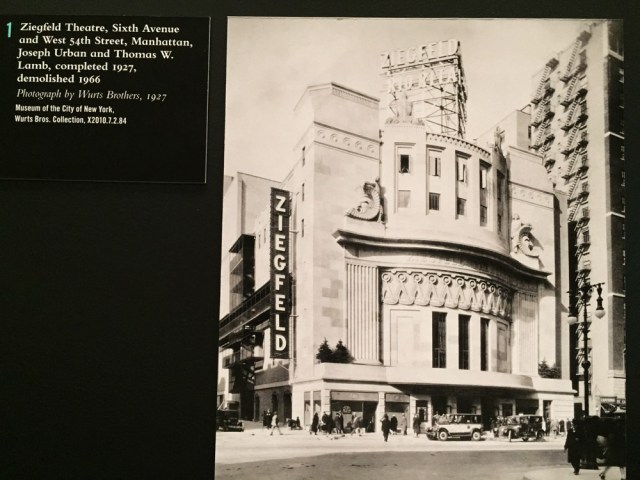 1
Ziegfeld Theatre, Sixth Avenue
and West 54th Street, Manhattan,
Joseph Urban and Thomas W.
Lamb, completed 1927,
demolished 1966
Photograph by Wurts Brothers, 1927
Museum of the City of New York,
Wurts Bros. Collection, X2010.7.2.84
ZIEGFELD
THEATRE
ZIEGFELD